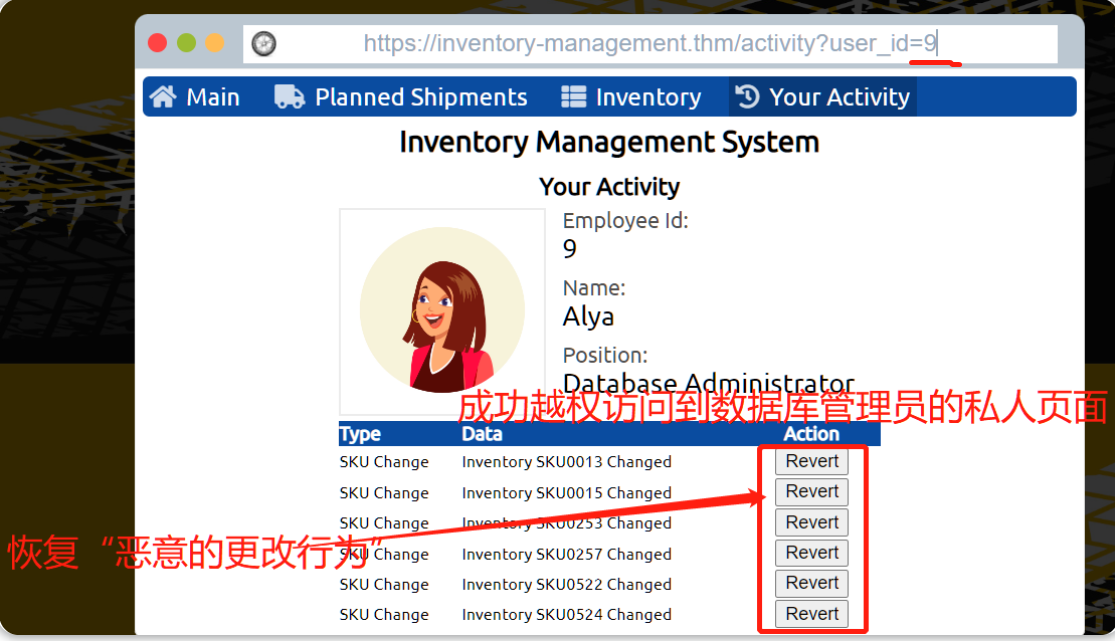 https://inventory-management.thm/activity?user_id=9
Main Planned Shipments Inventory Your Activity
Inventory Management System
Your Activity
Employee Id:
9
Name:
Alya
Position:
Database Administrator
成功越权访问到数据库管理员的私人页面
Type Data Action
SKU Change Inventory SKU0013 Changed Revert
SKU Change Inventory SKU0015 Changed Revert
SKU Change Inventory SKU0253 Changed Revert
恢复“恶意的更改行为”
SKU Change Inventory SKU0257 Changed Revert
SKU Change Inventory SKU0522 Changed Revert
SKU Change Inventory SKU0524 Changed Revert